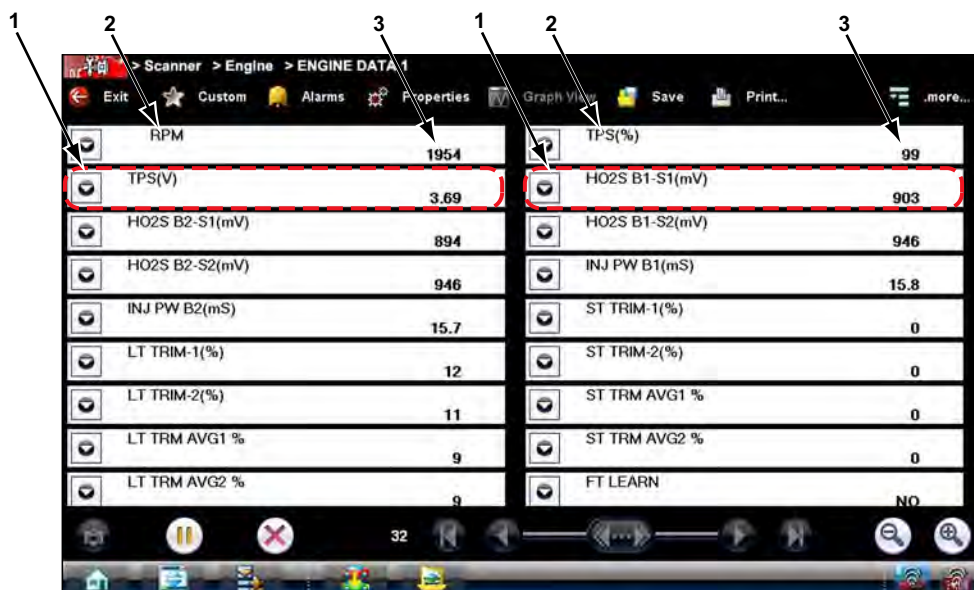 1 2 3 1 2 3
> Scanner > Engine > ENGINE DATA 1
Exit Custom Alarms Properties Graph View Save Print... .more...
RPM 1954 TPS(%) 99
TPS(V) 3.69 HO2S B1-S1(mV) 903
HO2S B2-S1(mV) 894 HO2S B1-S2(mV) 946
HO2S B2-S2(mV) 946 INJ PW B1(mS) 15.8
INJ PW B2(mS) 15.7 ST TRIM-1(%) 0
LT TRIM-1(%) 12 ST TRIM-2(%) 0
LT TRIM-2(%) 11 ST TRM AVG1 % 0
LT TRM AVG1 % 9 ST TRM AVG2 % 0
LT TRM AVG2 % 9 FT LEARN NO
32